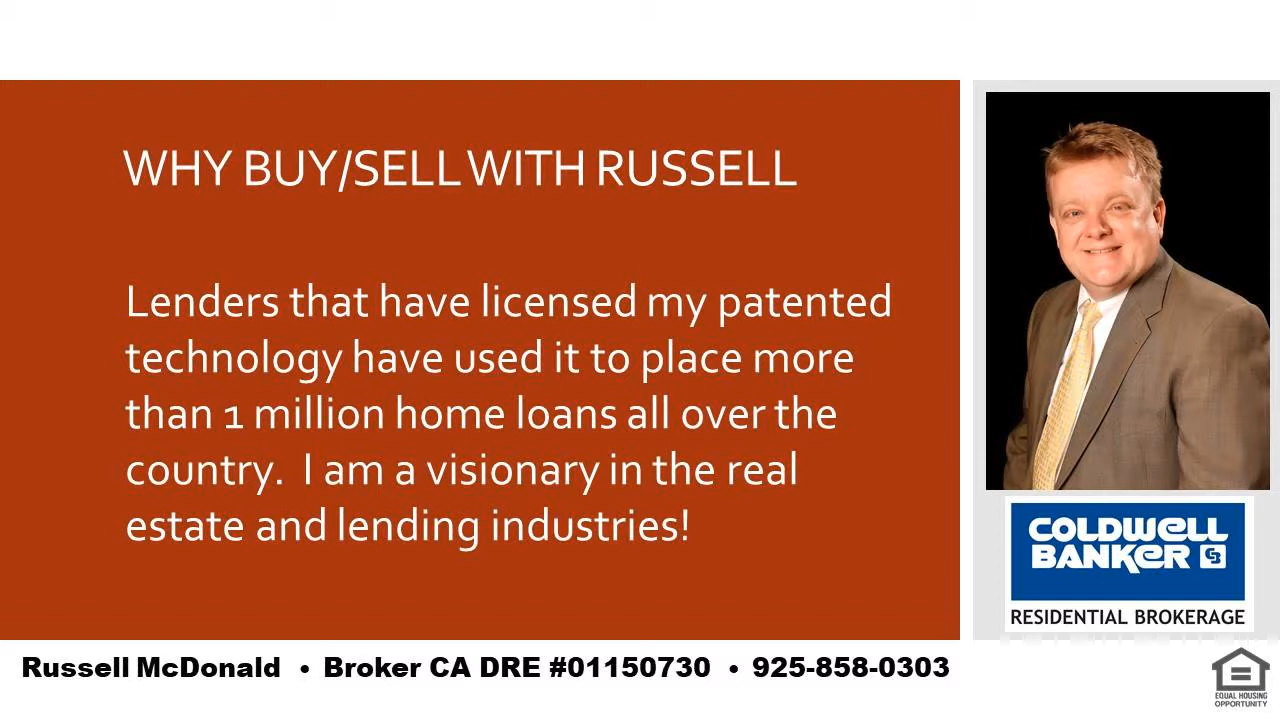 WHY BUY/SELL WITH RUSSELL
Lenders that have licensed my patented
technology have used it to place more
than 1 million home loans all over the
country.  I am a visionary in the real
estate and lending industries!
COLDWELL
BANKER CB
RESIDENTIAL BROKERAGE
Russell McDonald • Broker CA DRE #01150730 • 925-858-0303
EQUAL HOUSING
OPPORTUNITY